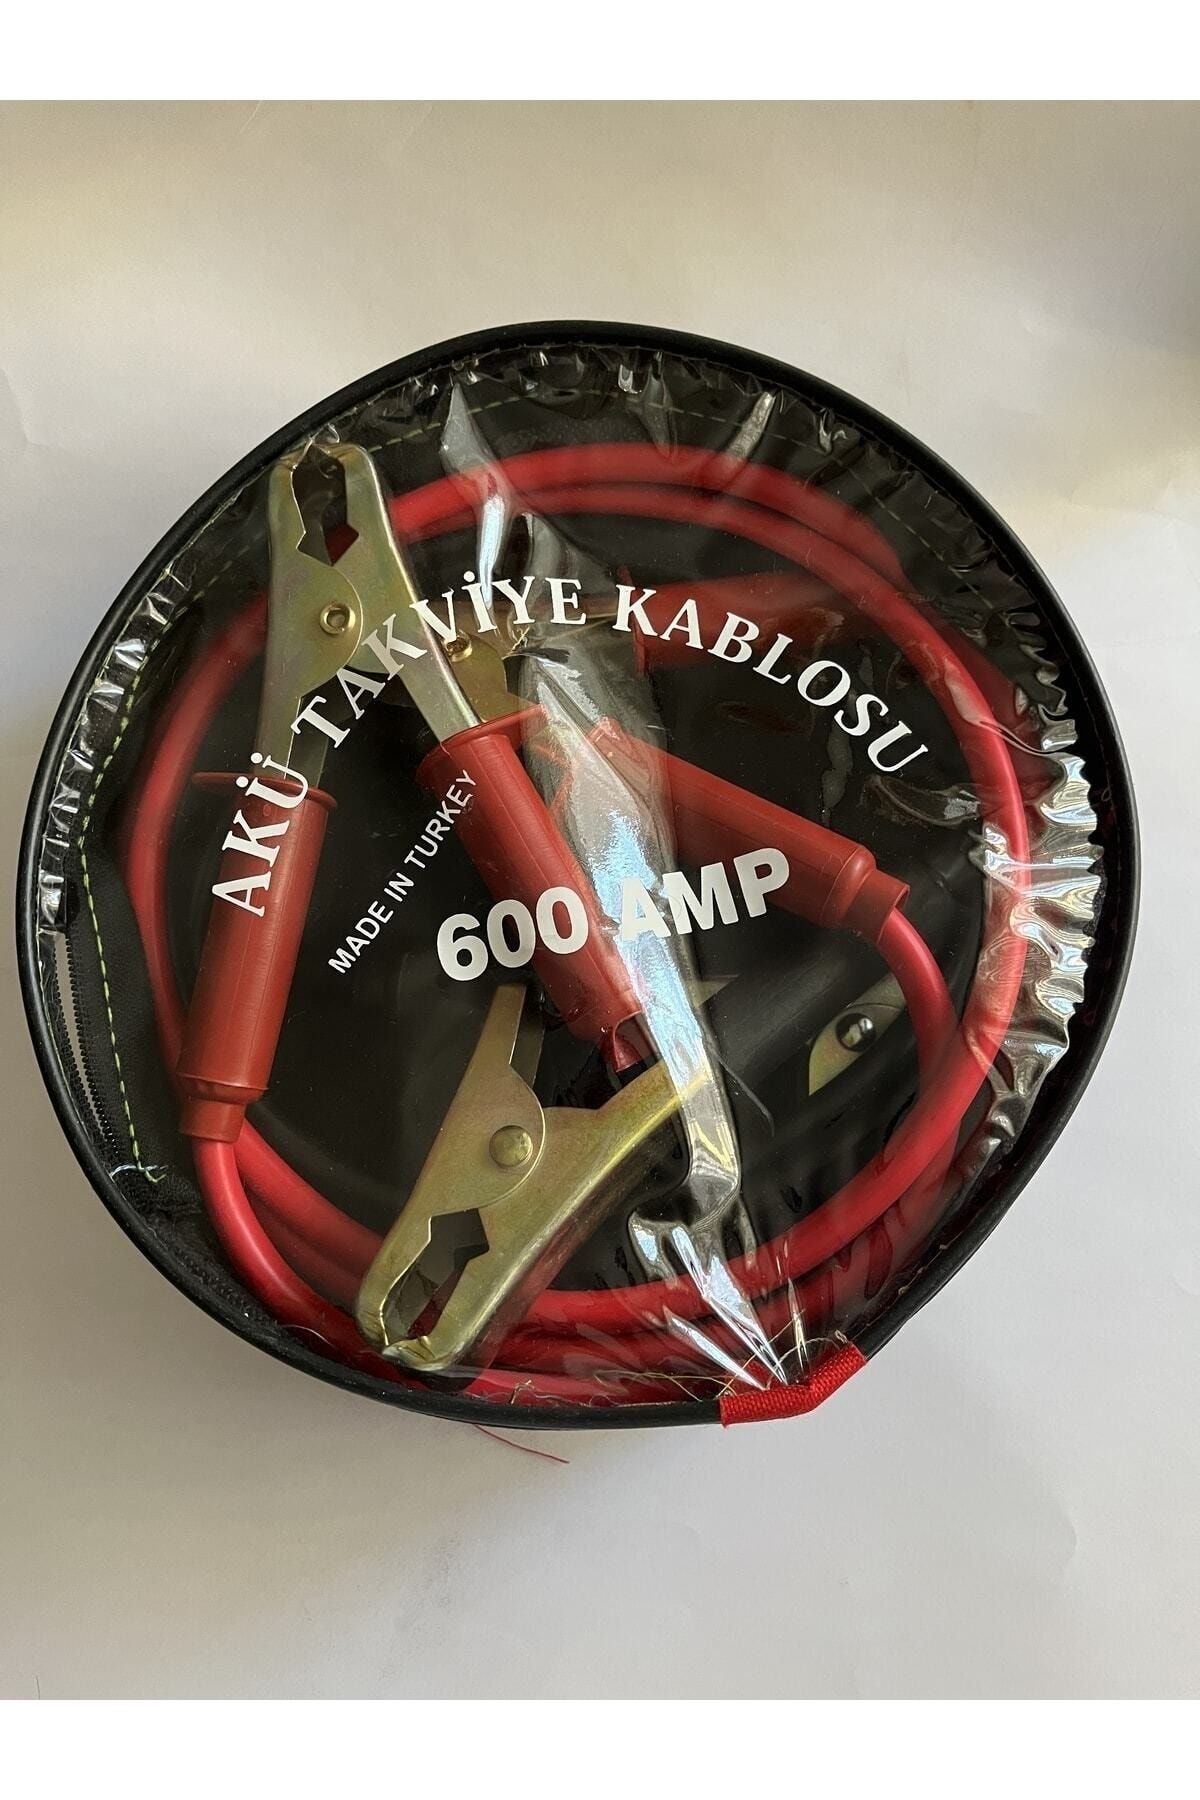 AKÜ TAKVİYE KABLOSU
MADE IN TURKEY
600 AMP